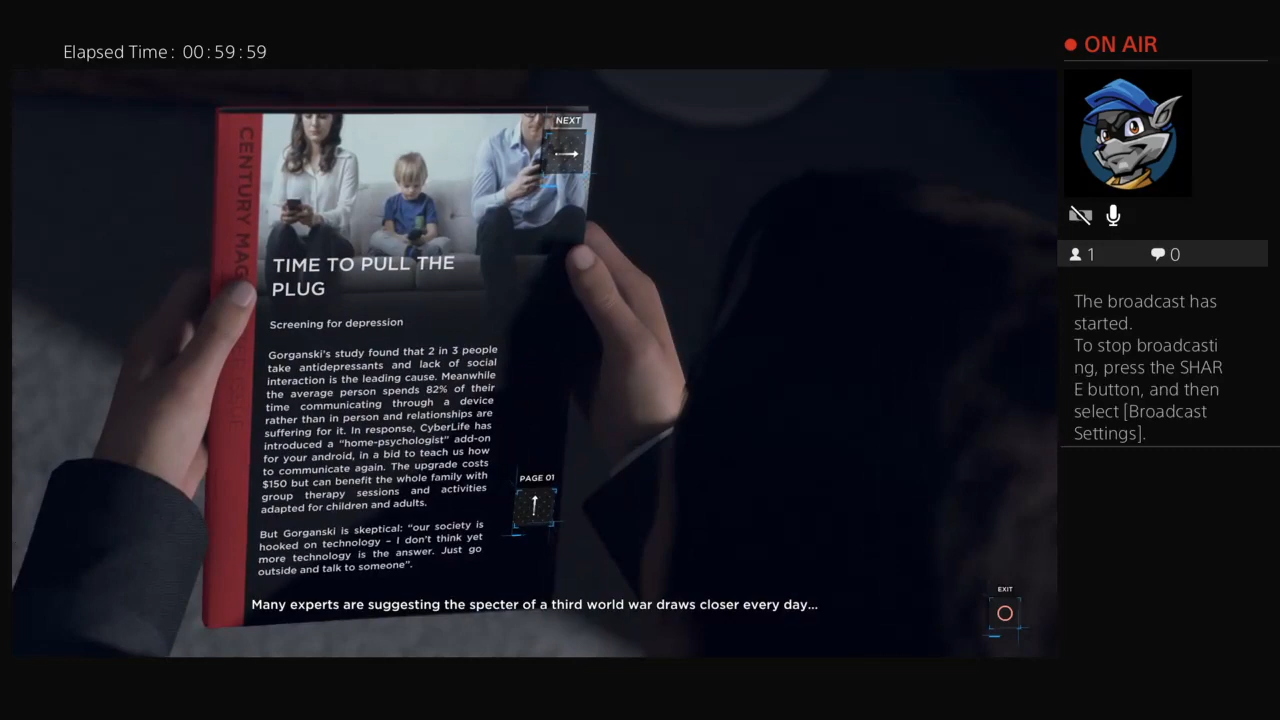 Elapsed Time: 00:59:59
ON AIR
CENTURY MAG
NEXT
TIME TO PULL THE
PLUG
Screening for depression
Gorganski's study found that 2 in 3 people
take antidepressants and lack of social
interaction is the leading cause. Meanwhile
the average person spends 82% of their
time communicating through a device
rather than in person and relationships are
suffering for it. In response, CyberLife has
introduced a "home-psychologist" add-on
for your android, in a bid to teach us how
to communicate again. The upgrade costs
$150 but can benefit the whole family with
group therapy sessions and activities
adapted for children and adults.
But Gorganski is skeptical: "our society is
hooked on technology – I don't think yet
more technology is the answer. Just go
outside and talk to someone".
PAGE 01
Many experts are suggesting the specter of a third world war draws closer every day...
EXIT
1
0
The broadcast has
started.
To stop broadcasti
ng, press the SHAR
E button, and then
select [Broadcast
Settings].